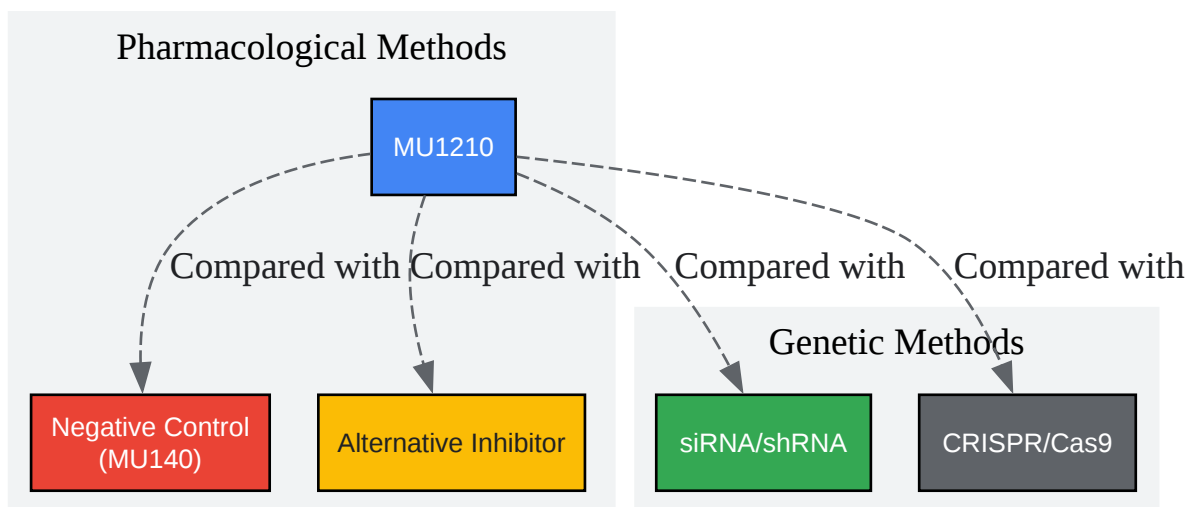 Pharmacological Methods
MU1210
Compared with
Compared with
Compared with
Compared with
Genetic Methods
Negative Control
(MU140)
Alternative Inhibitor
siRNA/shRNA
CRISPR/Cas9